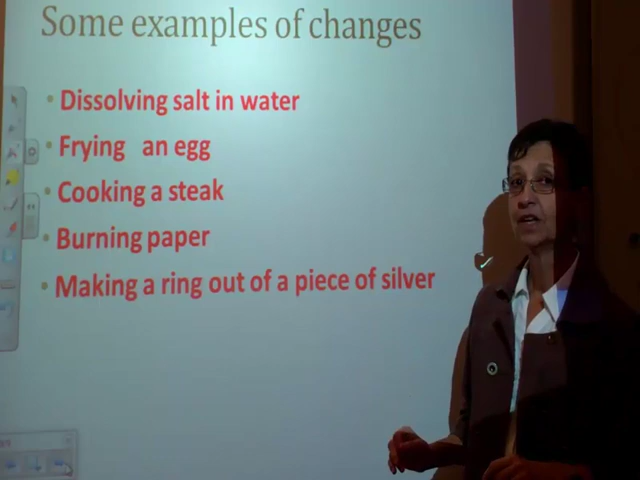 Some examples of changes
• Dissolving salt in water
• Frying an egg
• Cooking a steak
• Burning paper
• Making a ring out of a piece of silver